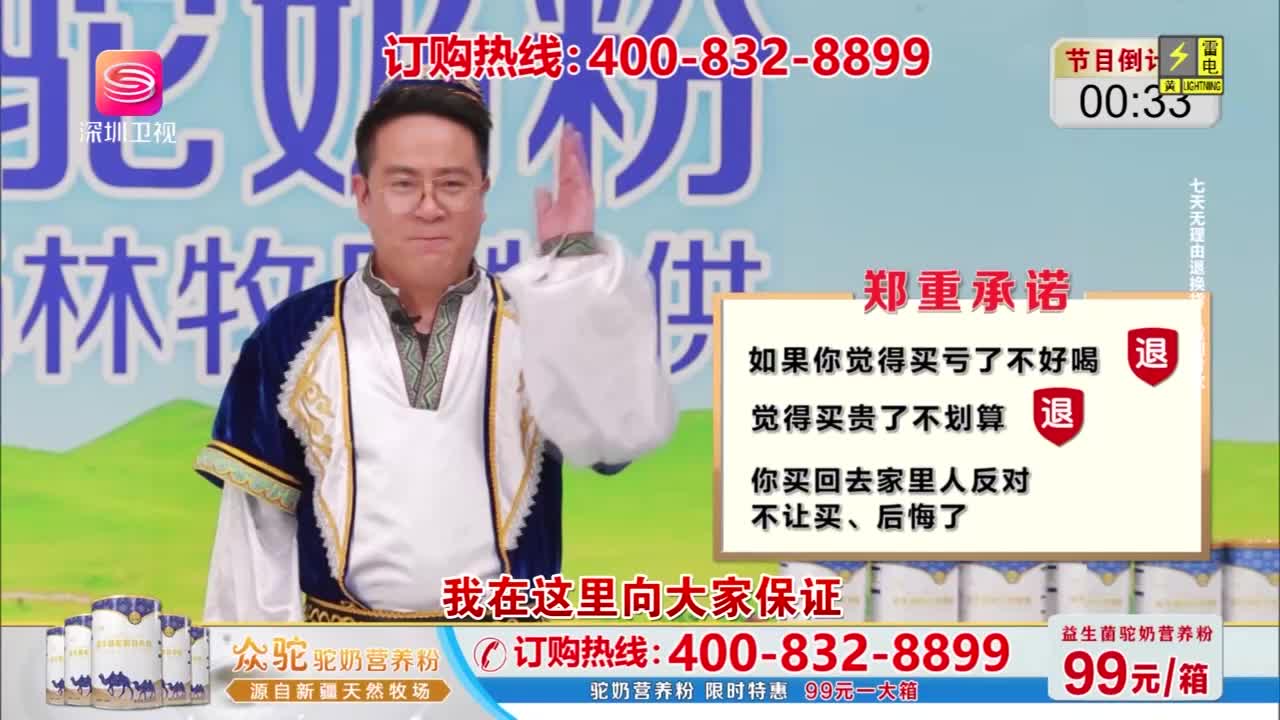 订购热线:400-832-8899
深圳卫视
节目倒计
00:33
雷电
黄 LIGHTNING
驼奶粉
林牧
供
七天无理由退换
郑重承诺
如果你觉得买亏了不好喝 退
觉得买贵了不划算 退
你买回去家里人反对
不让买、后悔了
我在这里向大家保证
众驼 驼奶营养粉
源自新疆天然牧场
订购热线:400-832-8899
驼奶营养粉 限时特惠 99元一大箱
益生菌驼奶营养粉
99元/箱